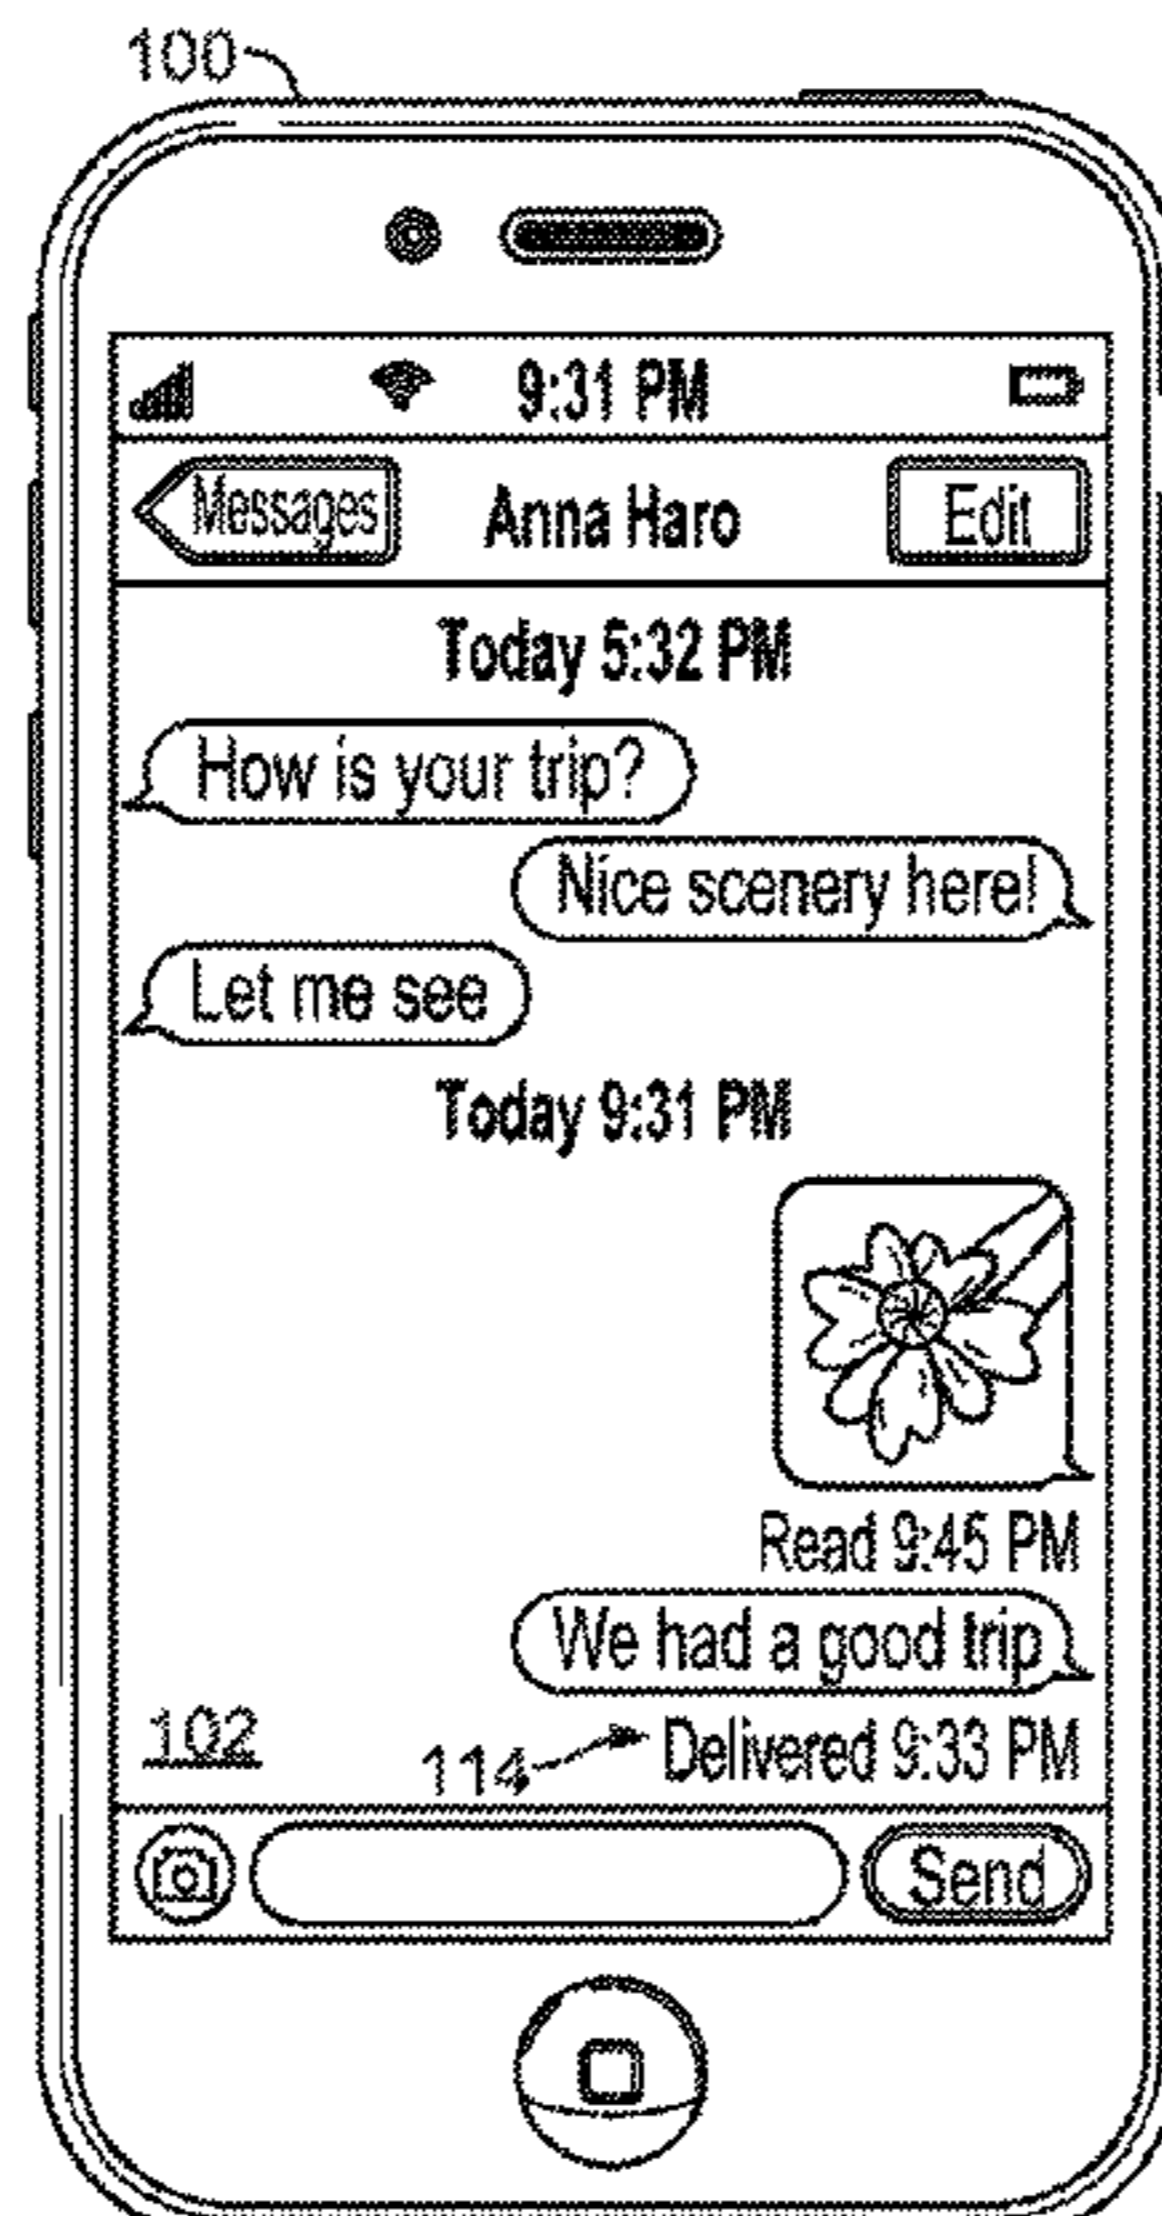 100
9:31 PM
Messages Anna Haro Edit
Today 5:32 PM
How is your trip?
Nice scenery here!
Let me see
Today 9:31 PM
Read 9:45 PM
We had a good trip
102 114 Delivered 9:33 PM
Send